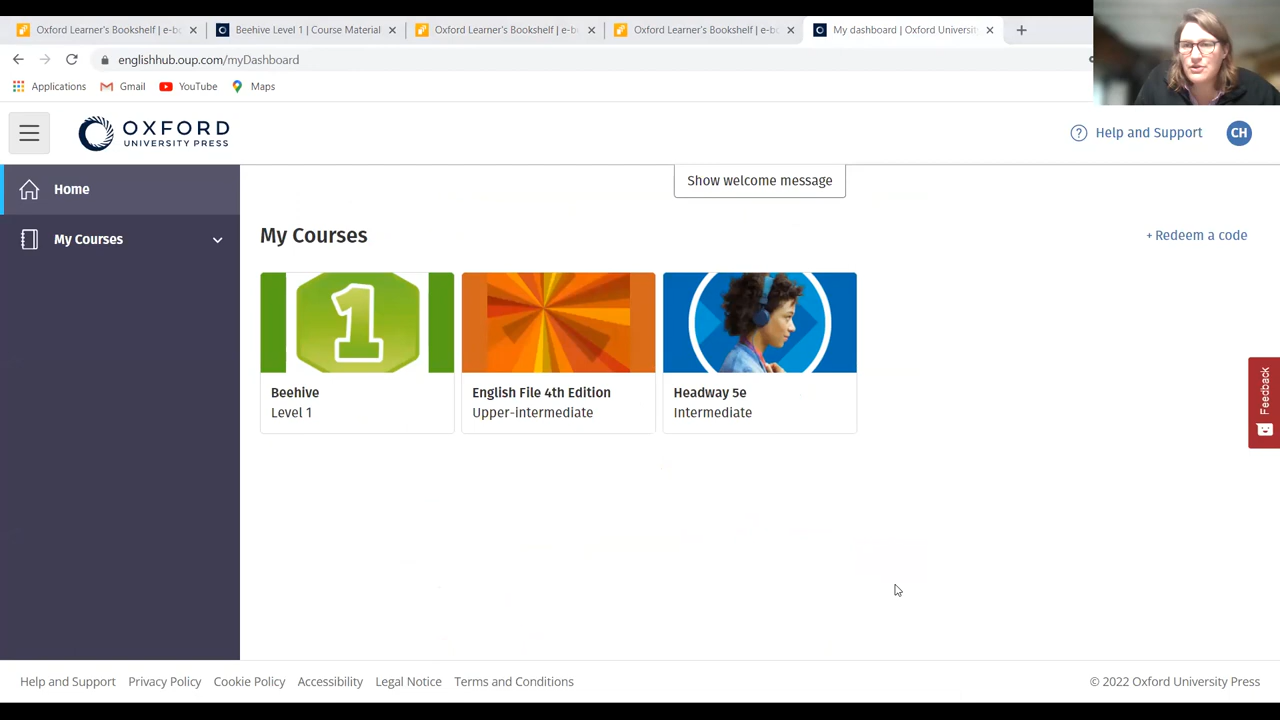 Oxford Learner's Bookshelf | e-b
Beehive Level 1 | Course Material
Oxford Learner's Bookshelf | e-b
Oxford Learner's Bookshelf | e-b
My dashboard | Oxford Universit
englishhub.oup.com/myDashboard
Applications
Gmail
YouTube
Maps
OXFORD
UNIVERSITY PRESS
Help and Support
CH
Home
My Courses
Show welcome message
My Courses
+ Redeem a code
1
Beehive
Level 1
English File 4th Edition
Upper-intermediate
Headway 5e
Intermediate
Feedback
Help and Support
Privacy Policy
Cookie Policy
Accessibility
Legal Notice
Terms and Conditions
© 2022 Oxford University Press